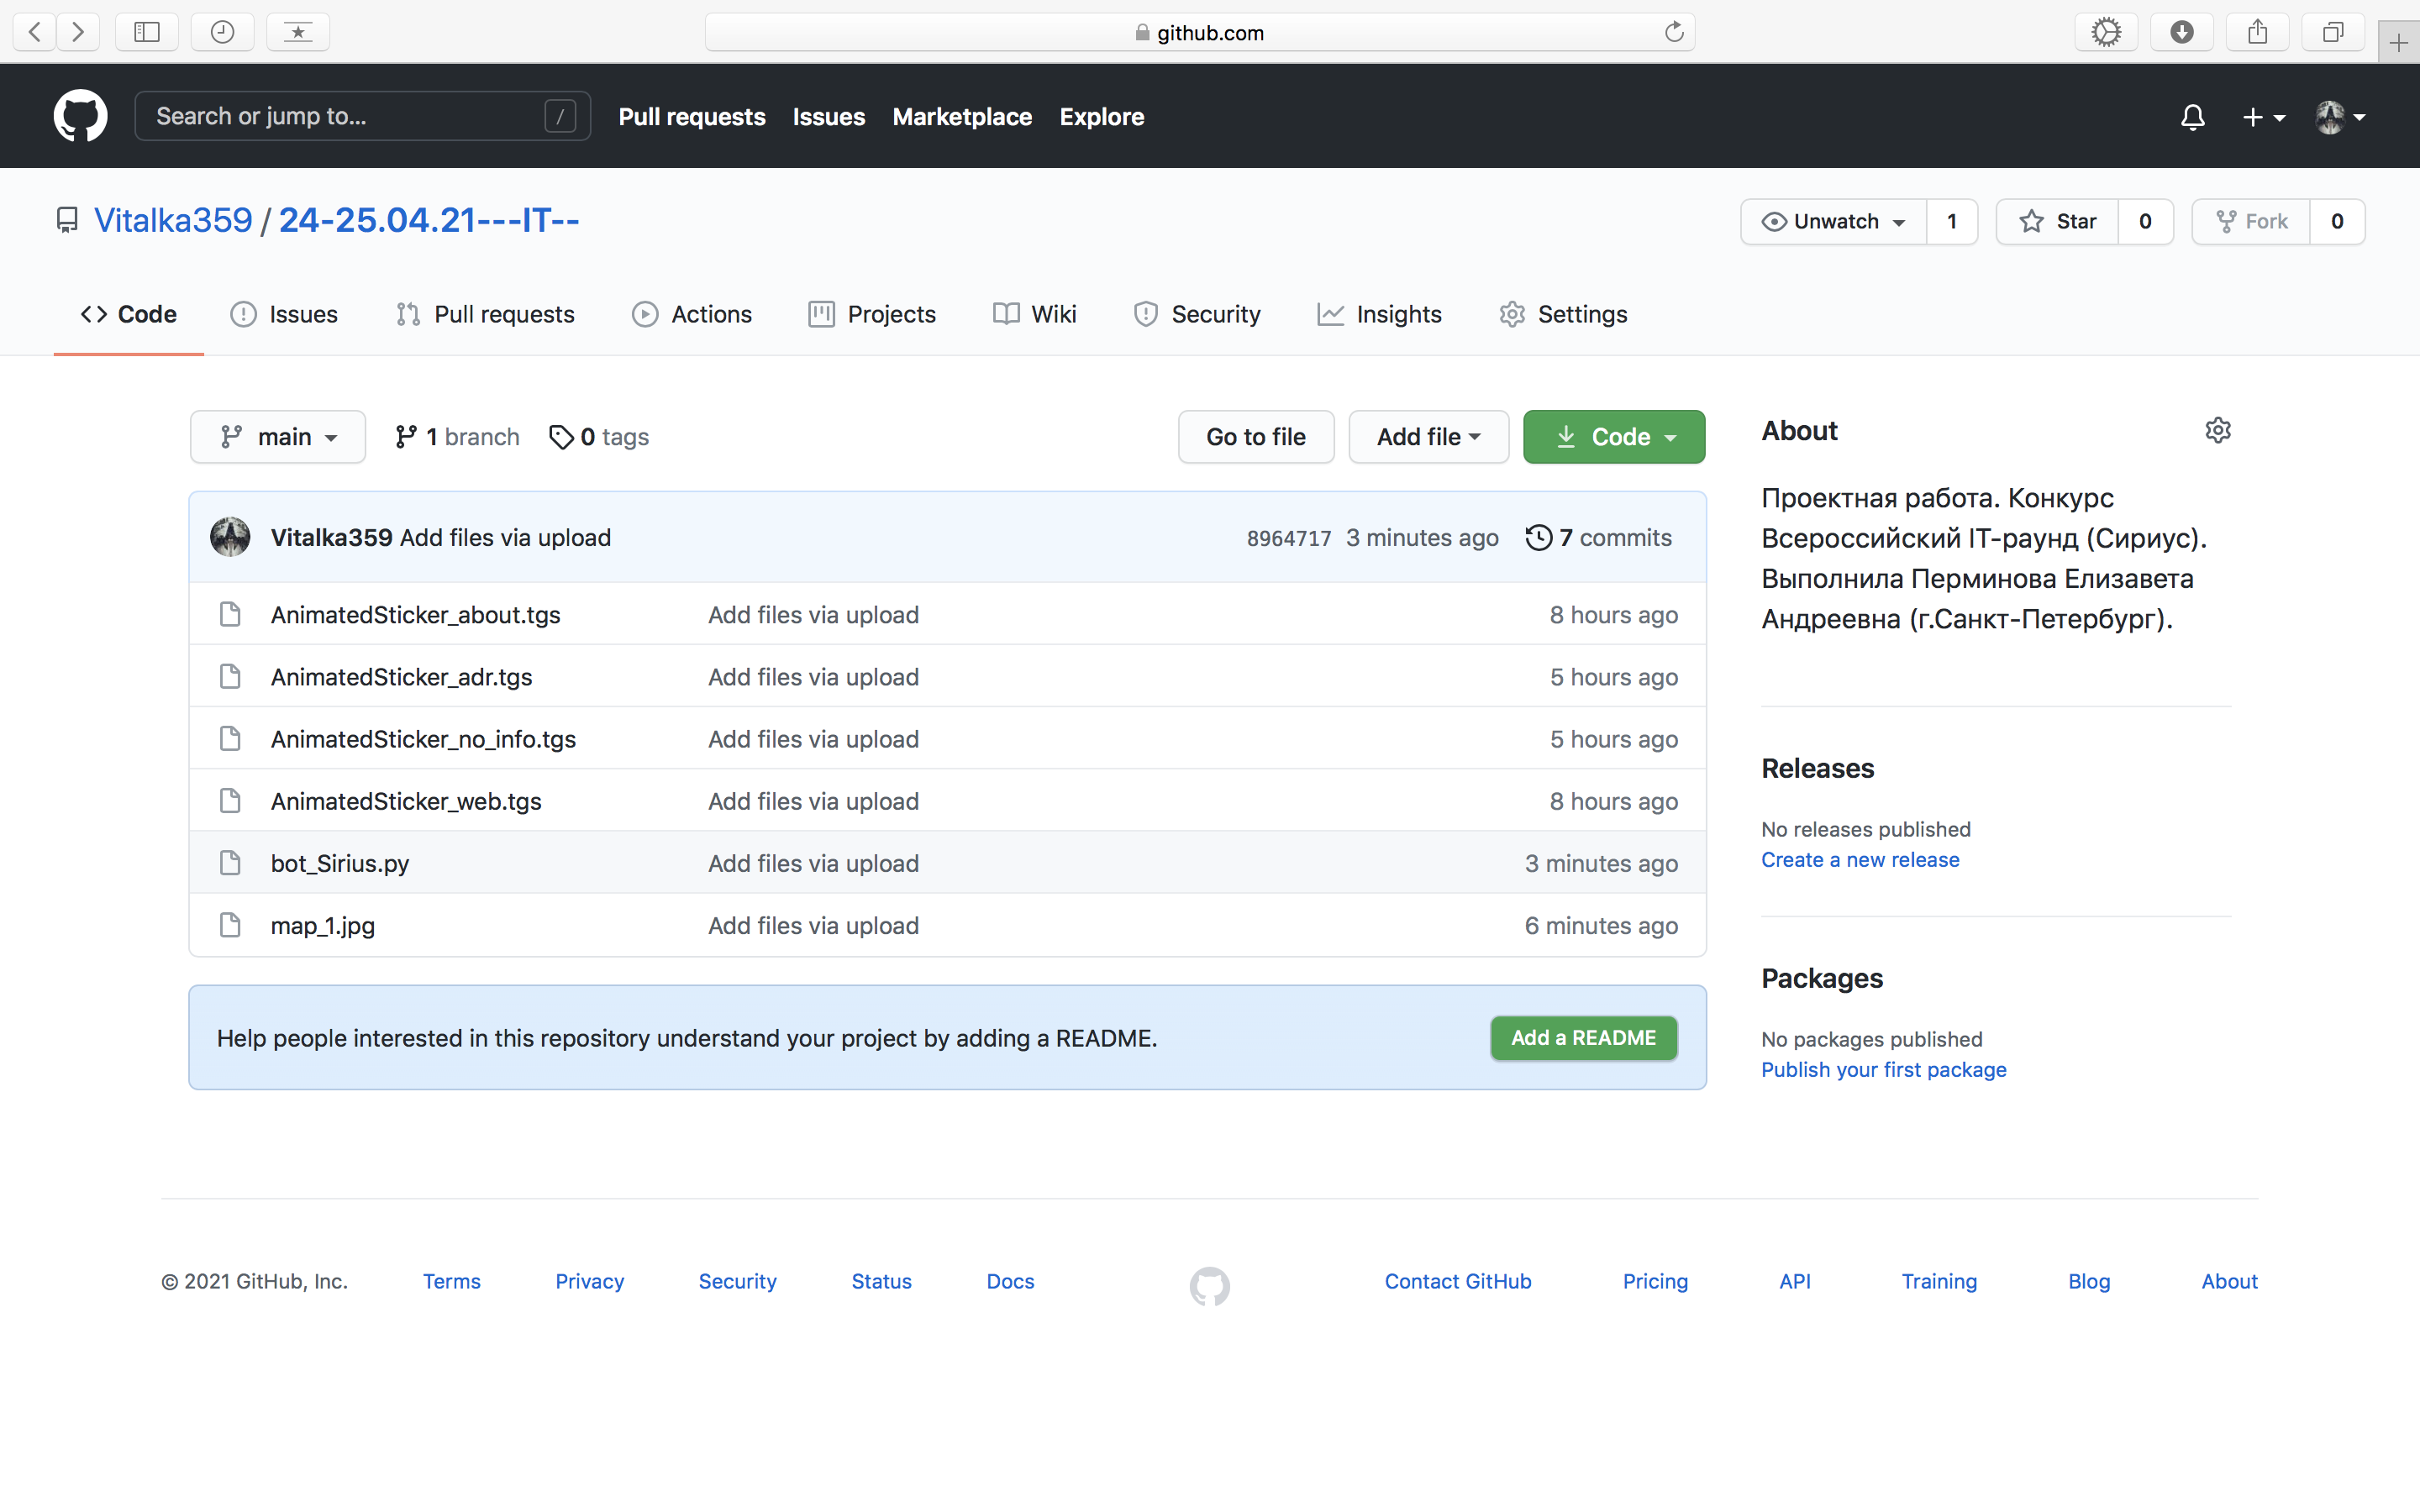 github.com
Search or jump to... /
Pull requests Issues Marketplace Explore
Vitalka359 / 24-25.04.21---IT--
Unwatch 1 Star 0 Fork 0
Code Issues Pull requests Actions Projects Wiki Security Insights Settings
main 1 branch 0 tags Go to file Add file Code
Vitalka359 Add files via upload 8964717 3 minutes ago 7 commits
AnimatedSticker_about.tgs Add files via upload 8 hours ago
AnimatedSticker_adr.tgs Add files via upload 5 hours ago
AnimatedSticker_no_info.tgs Add files via upload 5 hours ago
AnimatedSticker_web.tgs Add files via upload 8 hours ago
bot_Sirius.py Add files via upload 3 minutes ago
map_1.jpg Add files via upload 6 minutes ago
Help people interested in this repository understand your project by adding a README. Add a README
About
Проектная работа. Конкурс
Всероссийский IT-раунд (Сириус).
Выполнила Перминова Елизавета
Андреевна (г.Санкт-Петербург).
Releases
No releases published
Create a new release
Packages
No packages published
Publish your first package
© 2021 GitHub, Inc. Terms Privacy Security Status Docs Contact GitHub Pricing API Training Blog About